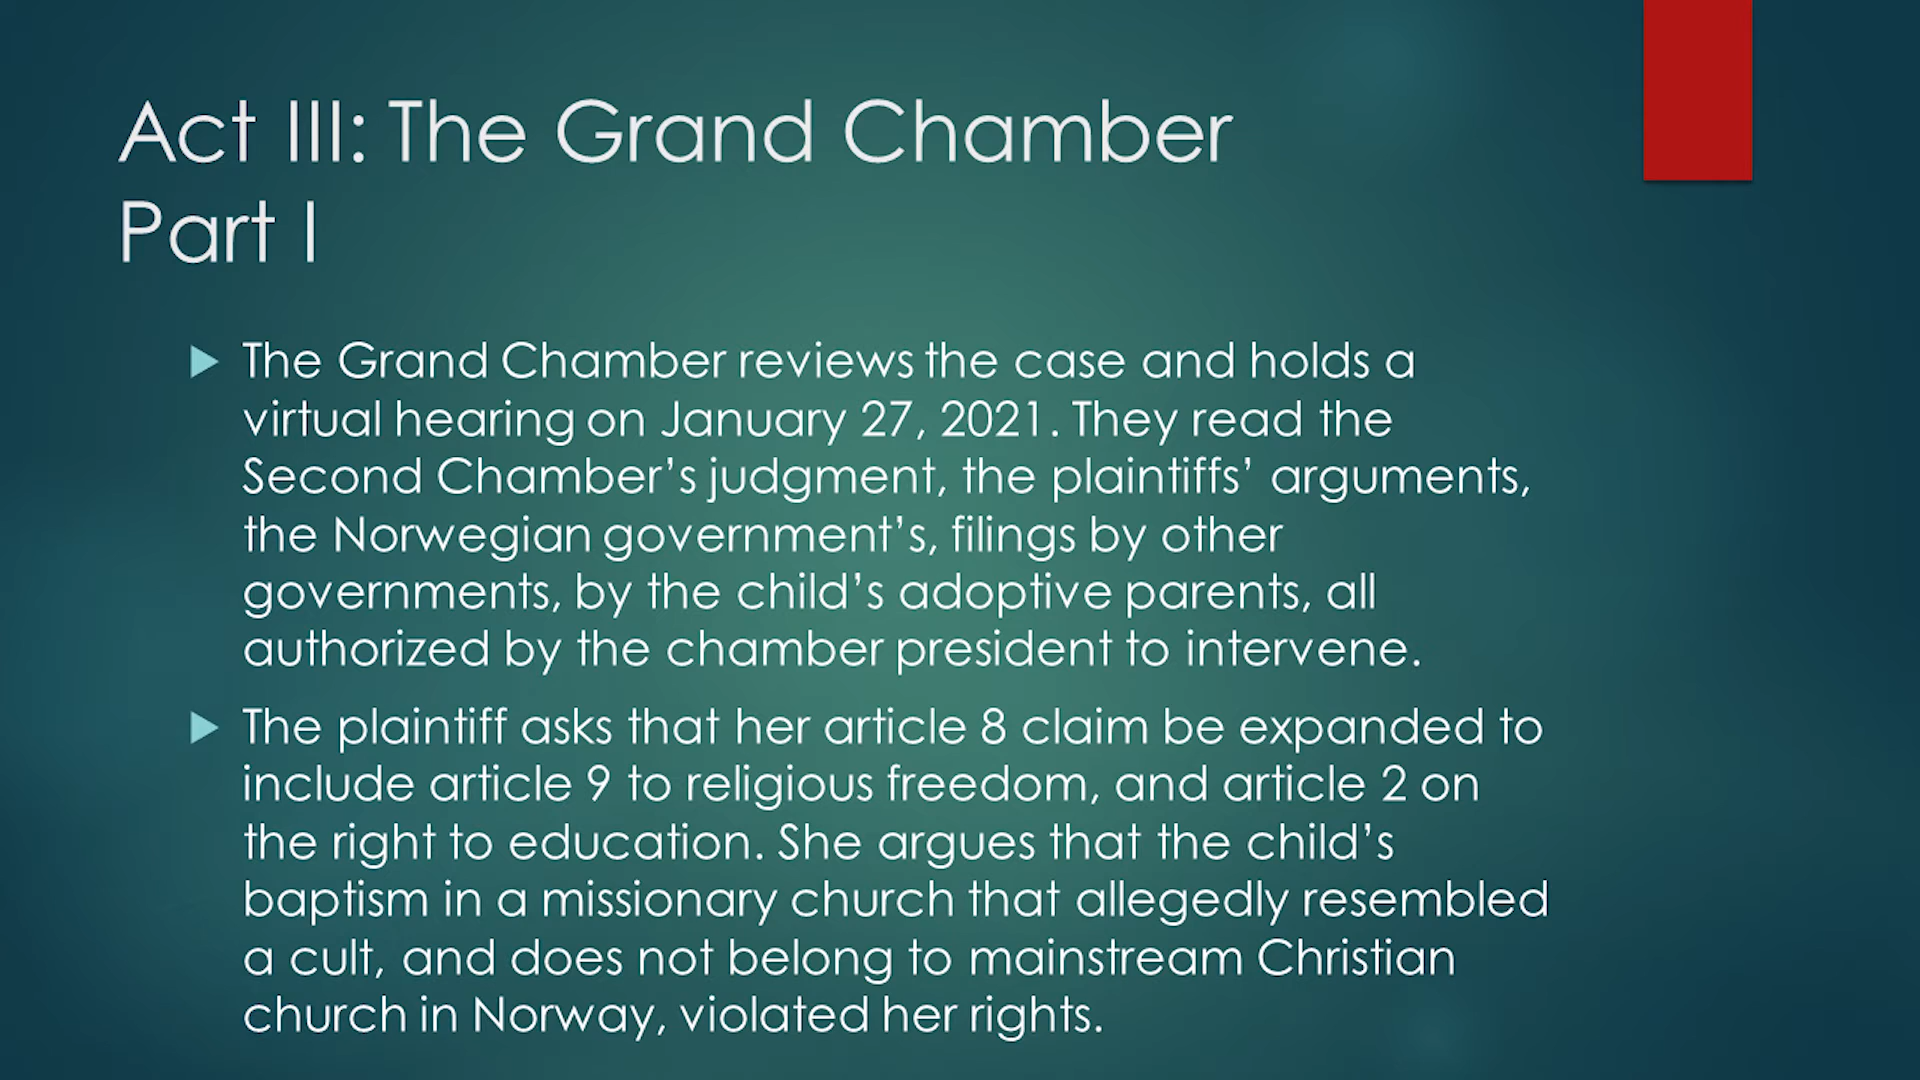 Act III: The Grand Chamber
Part I
The Grand Chamber reviews the case and holds a
virtual hearing on January 27, 2021. They read the
Second Chamber’s judgment, the plaintiffs’ arguments,
the Norwegian government’s, filings by other
governments, by the child’s adoptive parents, all
authorized by the chamber president to intervene.
The plaintiff asks that her article 8 claim be expanded to
include article 9 to religious freedom, and article 2 on
the right to education. She argues that the child’s
baptism in a missionary church that allegedly resembled
a cult, and does not belong to mainstream Christian
church in Norway, violated her rights.